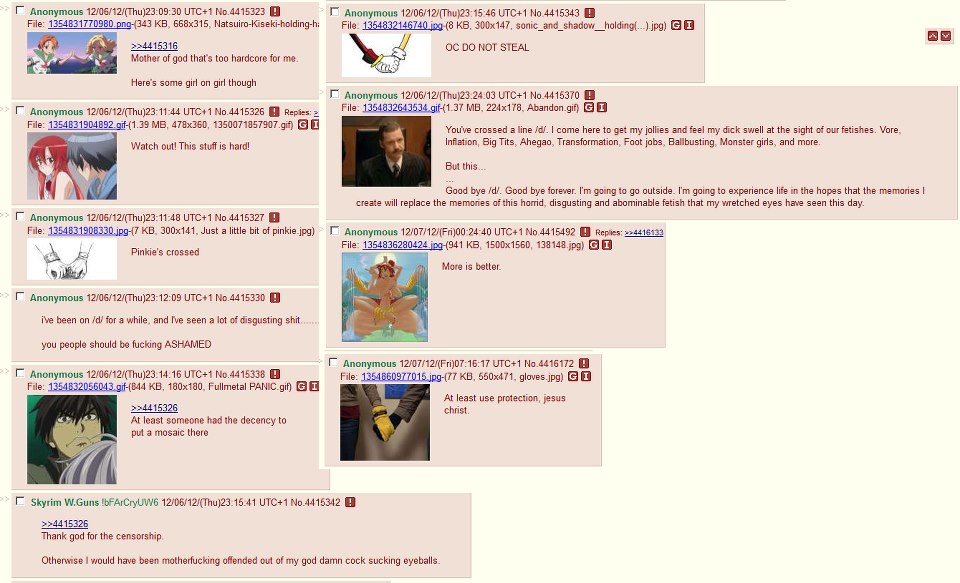 Anonymous 12/06/12/(Thu)23:09:30 UTC+1 No.4415323
File: 1354831770980.png-(343 KB, 668x315, Natsuiro-Kiseki-holding-ha
>>4415316
Mother of god that's too hardcore for me.
Here's some girl on girl though
Anonymous 12/06/12/(Thu)23:11:44 UTC+1 No.4415326 ! Replies: >
File: 1354831904892.gif-(1.39 MB, 478x360, 1350071857907.gif) G I
Watch out! This stuff is hard!
Anonymous 12/06/12/(Thu)23:11:48 UTC+1 No.4415327 !
File: 1354831908330.jpg-(7 KB, 300x141, Just a little bit of pinkie.jpg)
Pinkie's crossed
Anonymous 12/06/12/(Thu)23:12:09 UTC+1 No.4415330 !
i've been on /d/ for a while, and I've seen a lot of disgusting shit.......
you people should be fucking ASHAMED
Anonymous 12/06/12/(Thu)23:14:16 UTC+1 No.4415338 !
File: 1354832056043.gif-(844 KB, 180x180, Fullmetal PANIC.gif) G I
>>4415326
At least someone had the decency to
put a mosaic there
Skyrim W.Guns !bFArCryUW6 12/06/12/(Thu)23:15:41 UTC+1 No.4415342 !
>>4415326
Thank god for the censorship.
Otherwise I would have been motherfucking offended out of my god damn cock sucking eyeballs.
Anonymous 12/06/12/(Thu)23:15:46 UTC+1 No.4415343 !
File: 1354832146740.jpg-(8 KB, 300x147, sonic_and_shadow__holding(...).jpg) G I
OC DO NOT STEAL
Anonymous 12/06/12/(Thu)23:24:03 UTC+1 No.4415370 !
File: 1354832643534.gif-(1.37 MB, 224x178, Abandon.gif) G I
You've crossed a line /d/. I come here to get my jollies and feel my dick swell at the sight of our fetishes. Vore,
Inflation, Big Tits, Ahegao, Transformation, Foot jobs, Ballbusting, Monster girls, and more.
But this...
...
Good bye /d/. Good bye forever. I'm going to go outside. I'm going to experience life in the hopes that the memories I
create will replace the memories of this horrid, disgusting and abominable fetish that my wretched eyes have seen this day.
Anonymous 12/07/12/(Fri)00:24:40 UTC+1 No.4415492 ! Replies: >>4416133
File: 1354836280424.jpg-(941 KB, 1500x1560, 138148.jpg) G I
More is better.
Anonymous 12/07/12/(Fri)07:16:17 UTC+1 No.4416172 !
File: 1354860977015.jpg-(77 KB, 550x471, gloves.jpg) G I
At least use protection, jesus
christ.